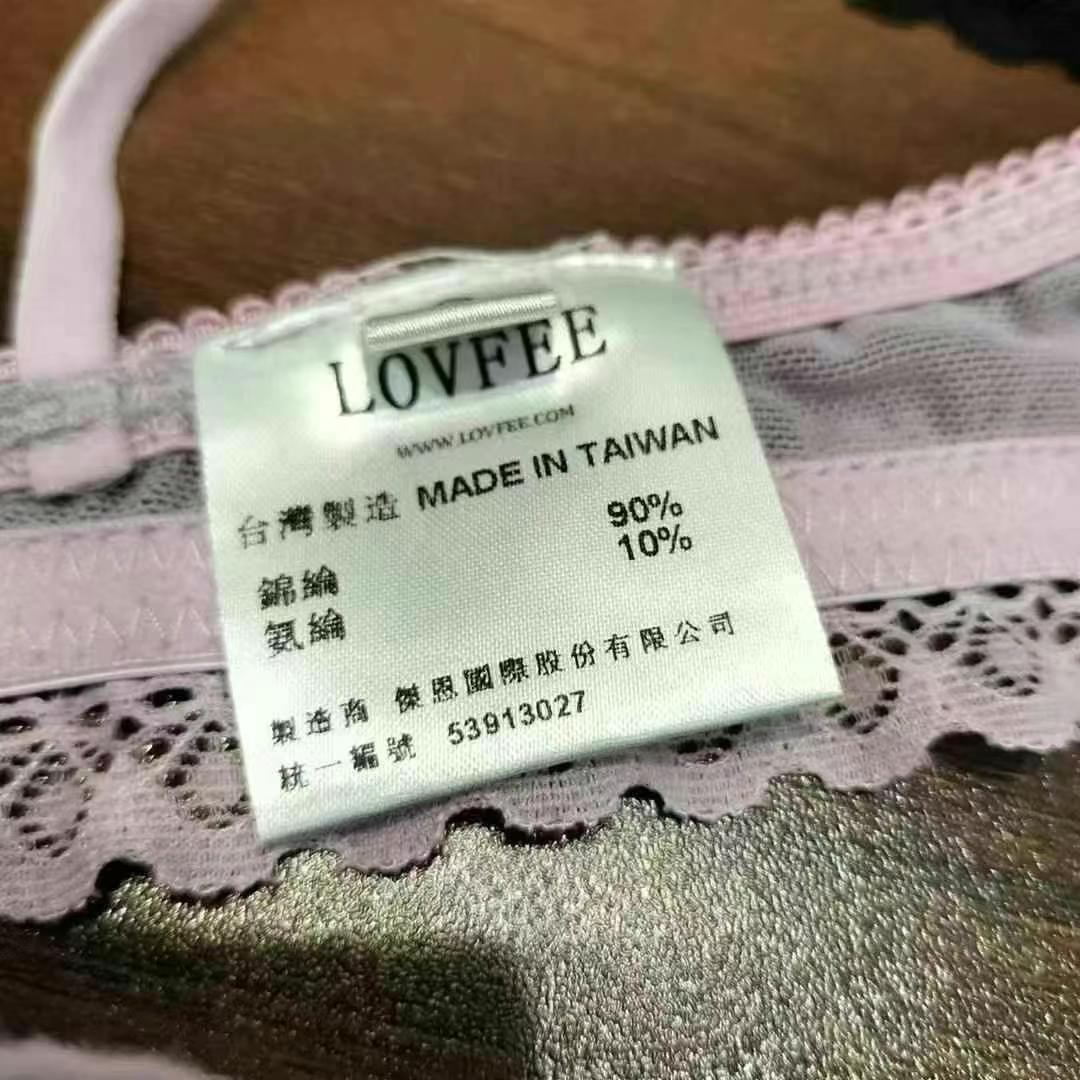 LOVFEE
WWW.LOVFEE.COM
台灣製造 MADE IN TAIWAN
錦綸 90%
氨綸 10%
製造商 傑恩國際股份有限公司
統一編號 53913027